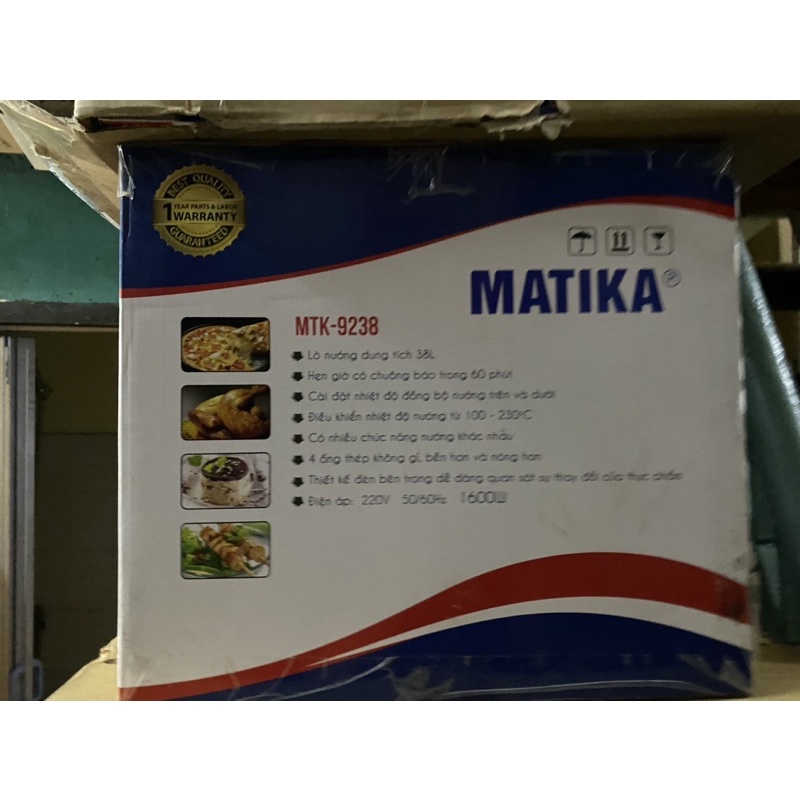 BEST QUALITY
1 YEAR PARTS & LABOR
WARRANTY
GUARANTEED
MATIKA®
MTK-9238
Lò nướng dung tích 38L
Hẹn giờ có chuông báo trong 60 phút
Cài đặt nhiệt độ đồng bộ nướng trên và dưới
Điều khiển nhiệt độ nướng từ 100 - 230°C
Có nhiều chức năng nướng khác nhau
4 ống thép không gỉ, bền hơn và nóng hơn
Thiết kế đèn bên trong dễ dàng quan sát sự thay đổi của thực phẩm
Điện áp: 220V 50/60Hz 1600W